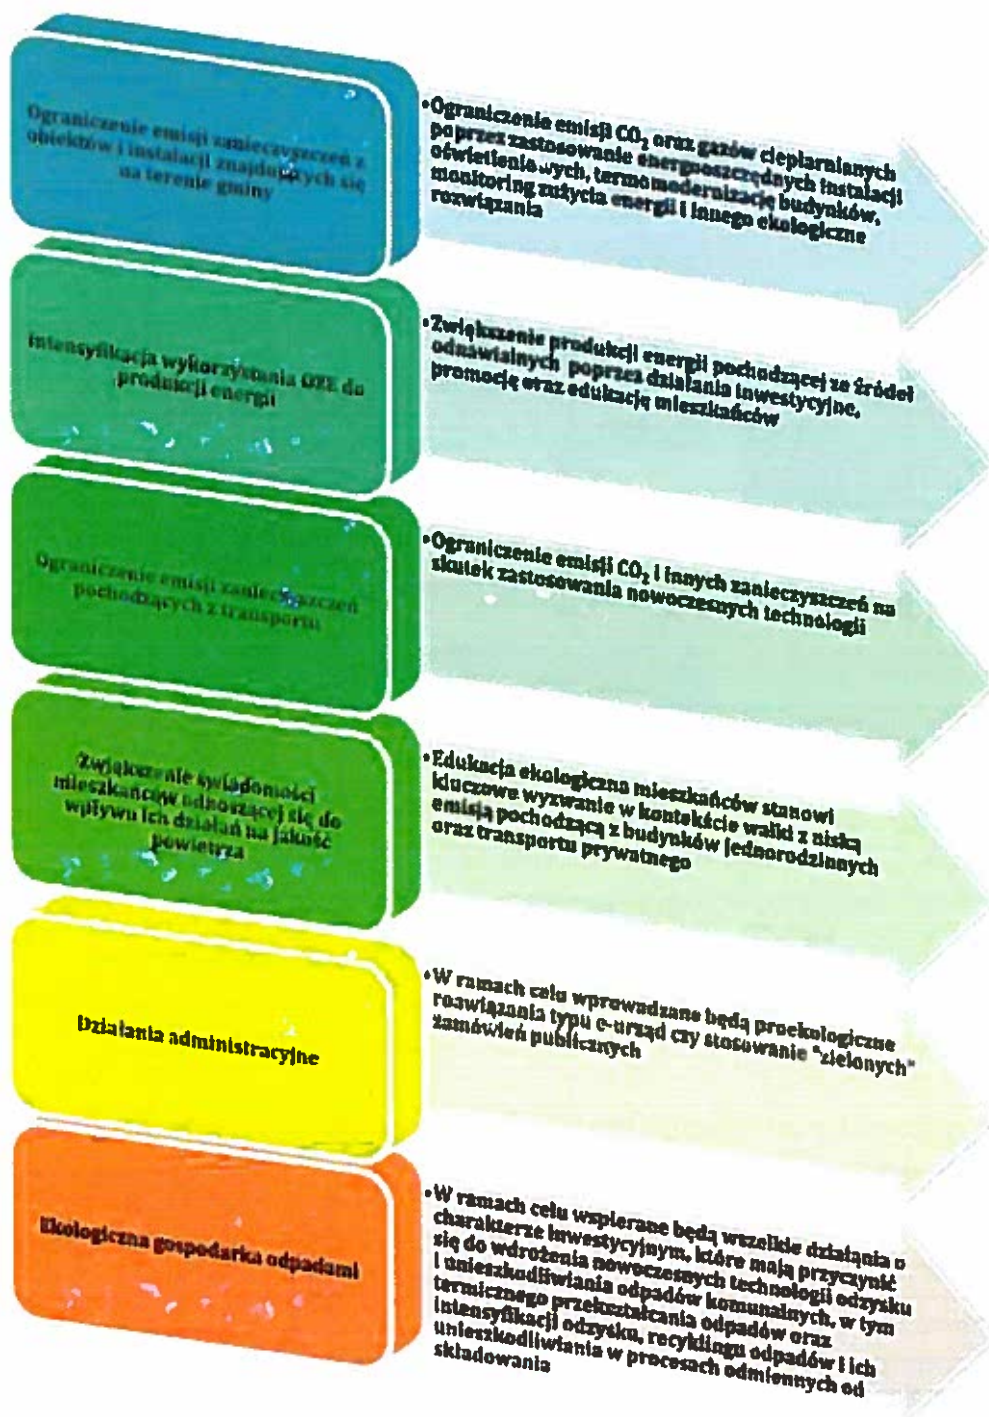 Ograniczenie emisji zanieczyszczeń z
obiektów i instalacji znajdujących się
na terenie gminy
•Ograniczenie emisji CO₂ oraz gazów cieplarnianych
poprzez zastosowanie energooszczędnych instalacji
oświetleniowych, termomodernizację budynków,
monitoring zużycia energii i innego ekologiczne
rozwiązania
Intensyfikacja wykorzystania OZE do
produkcji energii
•Zwiększenie produkcji energii pochodzącej ze źródeł
odnawialnych poprzez działania inwestycyjne,
promocję oraz edukację mieszkańców
Ograniczenie emisji zanieczyszczeń
pochodzących z transportu
•Ograniczenie emisji CO₂ i innych zanieczyszczeń na
skutek zastosowania nowoczesnych technologii
Zwiększenie świadomości
mieszkańców odnoszącej się do
wpływu ich działań na jakość
powietrza
•Edukacja ekologiczna mieszkańców stanowi
kluczowe wyzwanie w kontekście walki z niską
emisją pochodzącą z budynków jednorodzinnych
oraz transportu prywatnego
Działania administracyjne
•W ramach celu wprowadzane będą proekologiczne
rozwiązania typu e-urząd czy stosowanie "zielonych"
zamówień publicznych
Ekologiczna gospodarka odpadami
•W ramach celu wspierane będą wszelkie działania o
charakterze inwestycyjnym, które mają przyczynić
się do wdrożenia nowoczesnych technologii odzysku
i unieszkodliwiania odpadów komunalnych, w tym
termicznego przekształcania odpadów oraz
intensyfikacji odzysku, recyklingu odpadów i ich
unieszkodliwiania w procesach odmiennych od
składowania